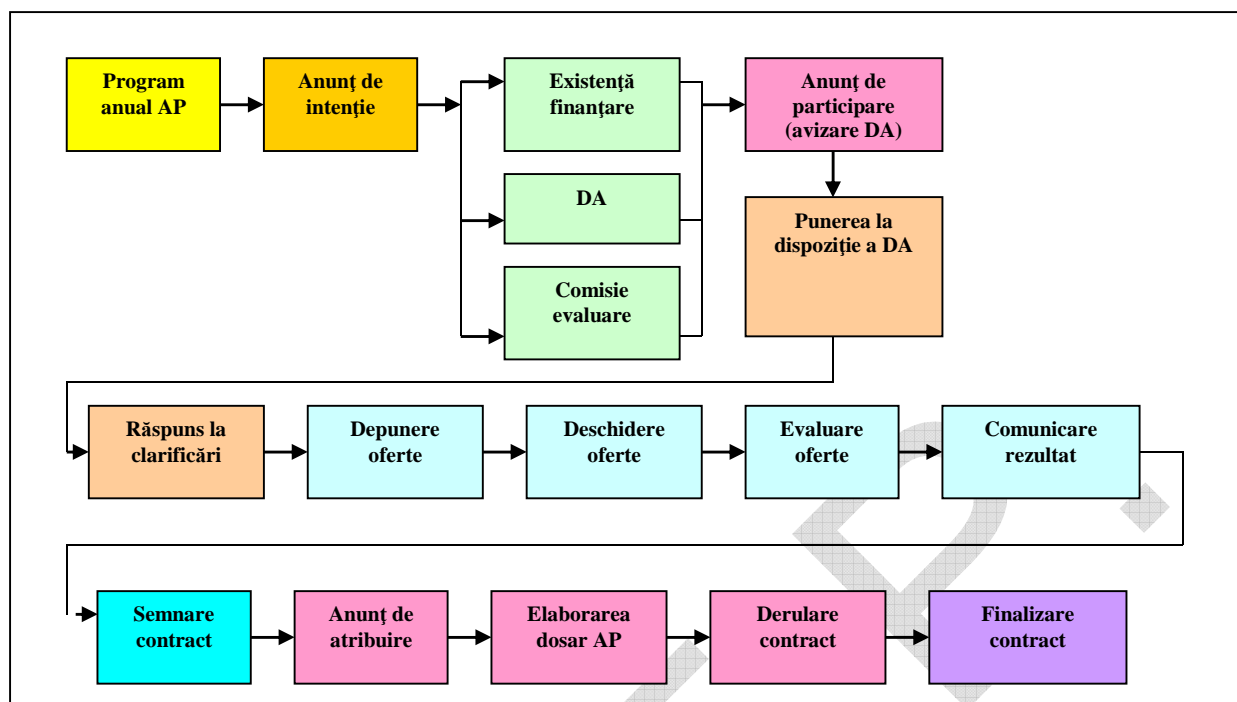 Program
anual AP
Anunţ de
intenţie
Existenţă
finanţare
DA
Comisie
evaluare
Anunţ de
participare
(avizare DA)
Punerea la
dispoziţie a DA
Răspuns la
clarificări
Depunere
oferte
Deschidere
oferte
Evaluare
oferte
Comunicare
rezultat
Semnare
contract
Anunţ de
atribuire
Elaborarea
dosar AP
Derulare
contract
Finalizare
contract